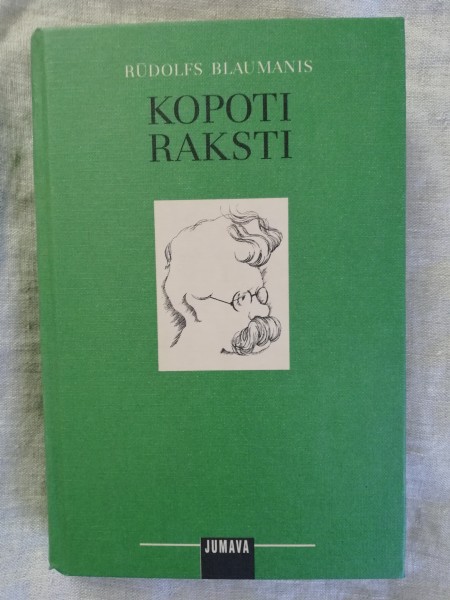 RŪDOLFS BLAUMANIS
KOPOTI
RAKSTI
JUMAVA